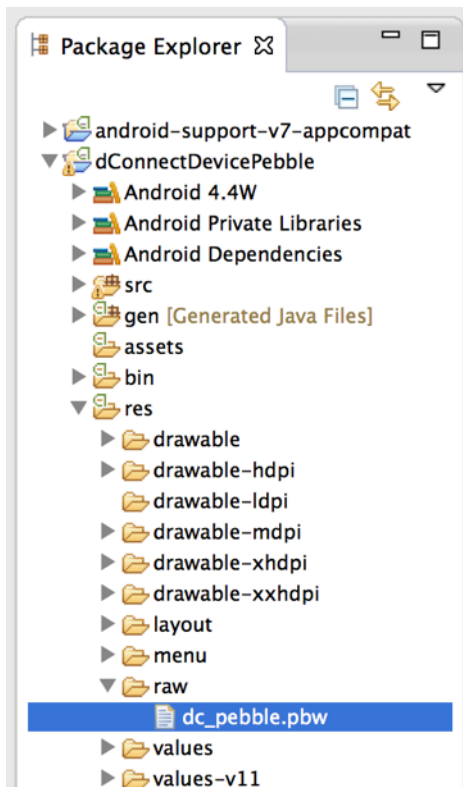 Package Explorer
android-support-v7-appcompat
dConnectDevicePebble
Android 4.4W
Android Private Libraries
Android Dependencies
src
gen [Generated Java Files]
assets
bin
res
drawable
drawable-hdpi
drawable-ldpi
drawable-mdpi
drawable-xhdpi
drawable-xxhdpi
layout
menu
raw
dc_pebble.pbw
values
values-v11